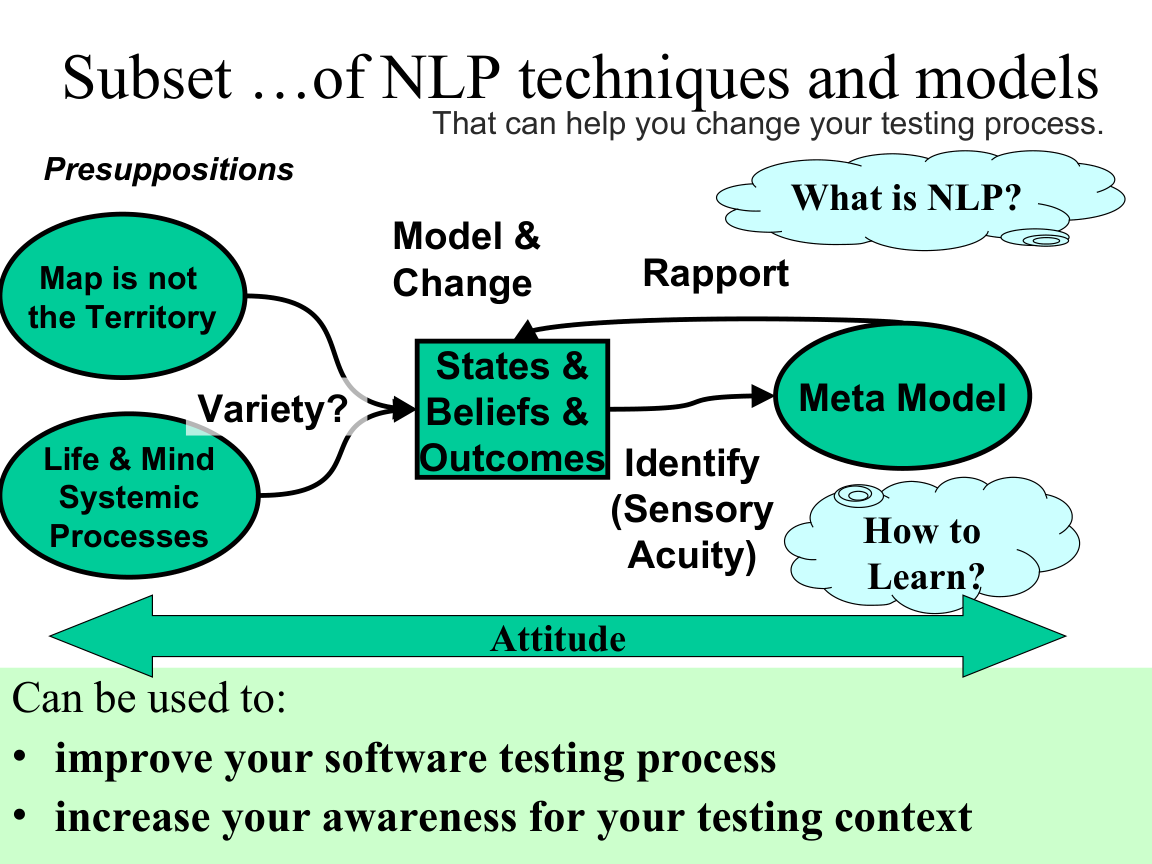 Subset …of NLP techniques and models
That can help you change your testing process.
Presuppositions
What is NLP?
Model &
Change
Rapport
Map is not
the Territory
States &
Beliefs &
Outcomes
Meta Model
Variety?
Life & Mind
Systemic
Processes
Identify
(Sensory
Acuity)
How to
Learn?
Attitude
Can be used to:
• improve your software testing process
• increase your awareness for your testing context